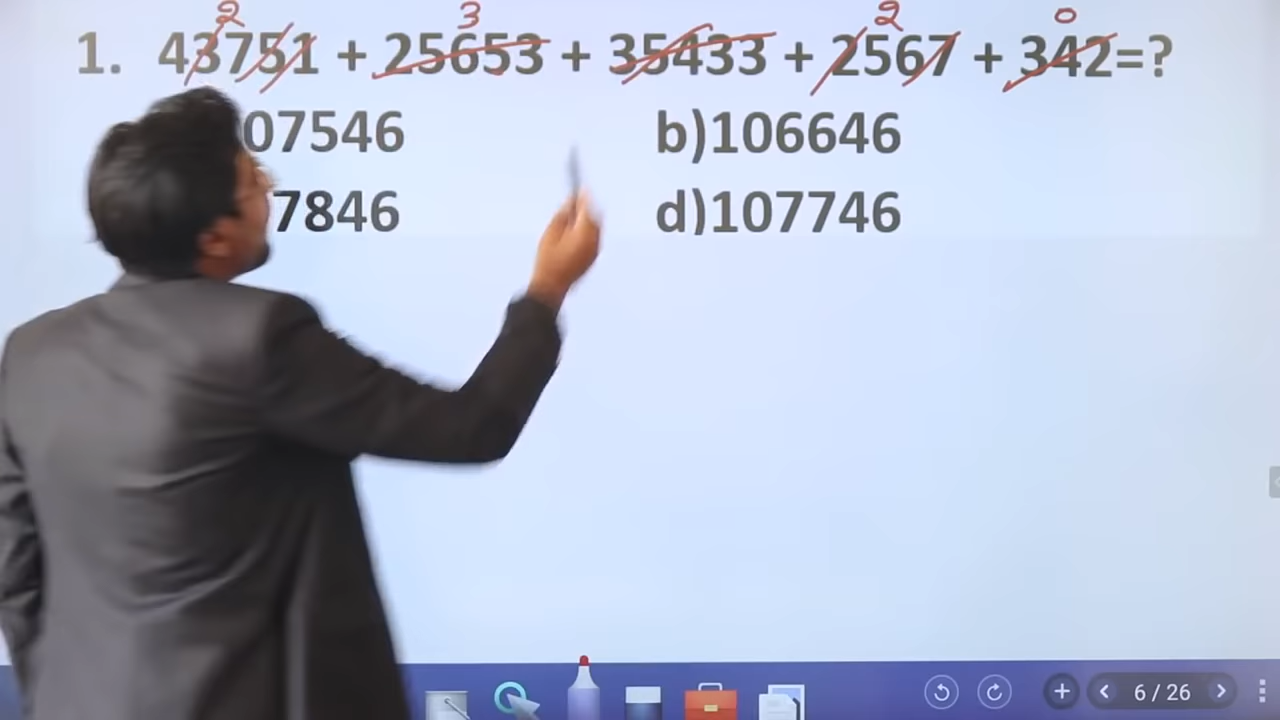 2 3 2 0
1. 43751 + 25653 + 35433 + 2567 + 342=?
07546 b)106646
7846 d)107746
6 / 26